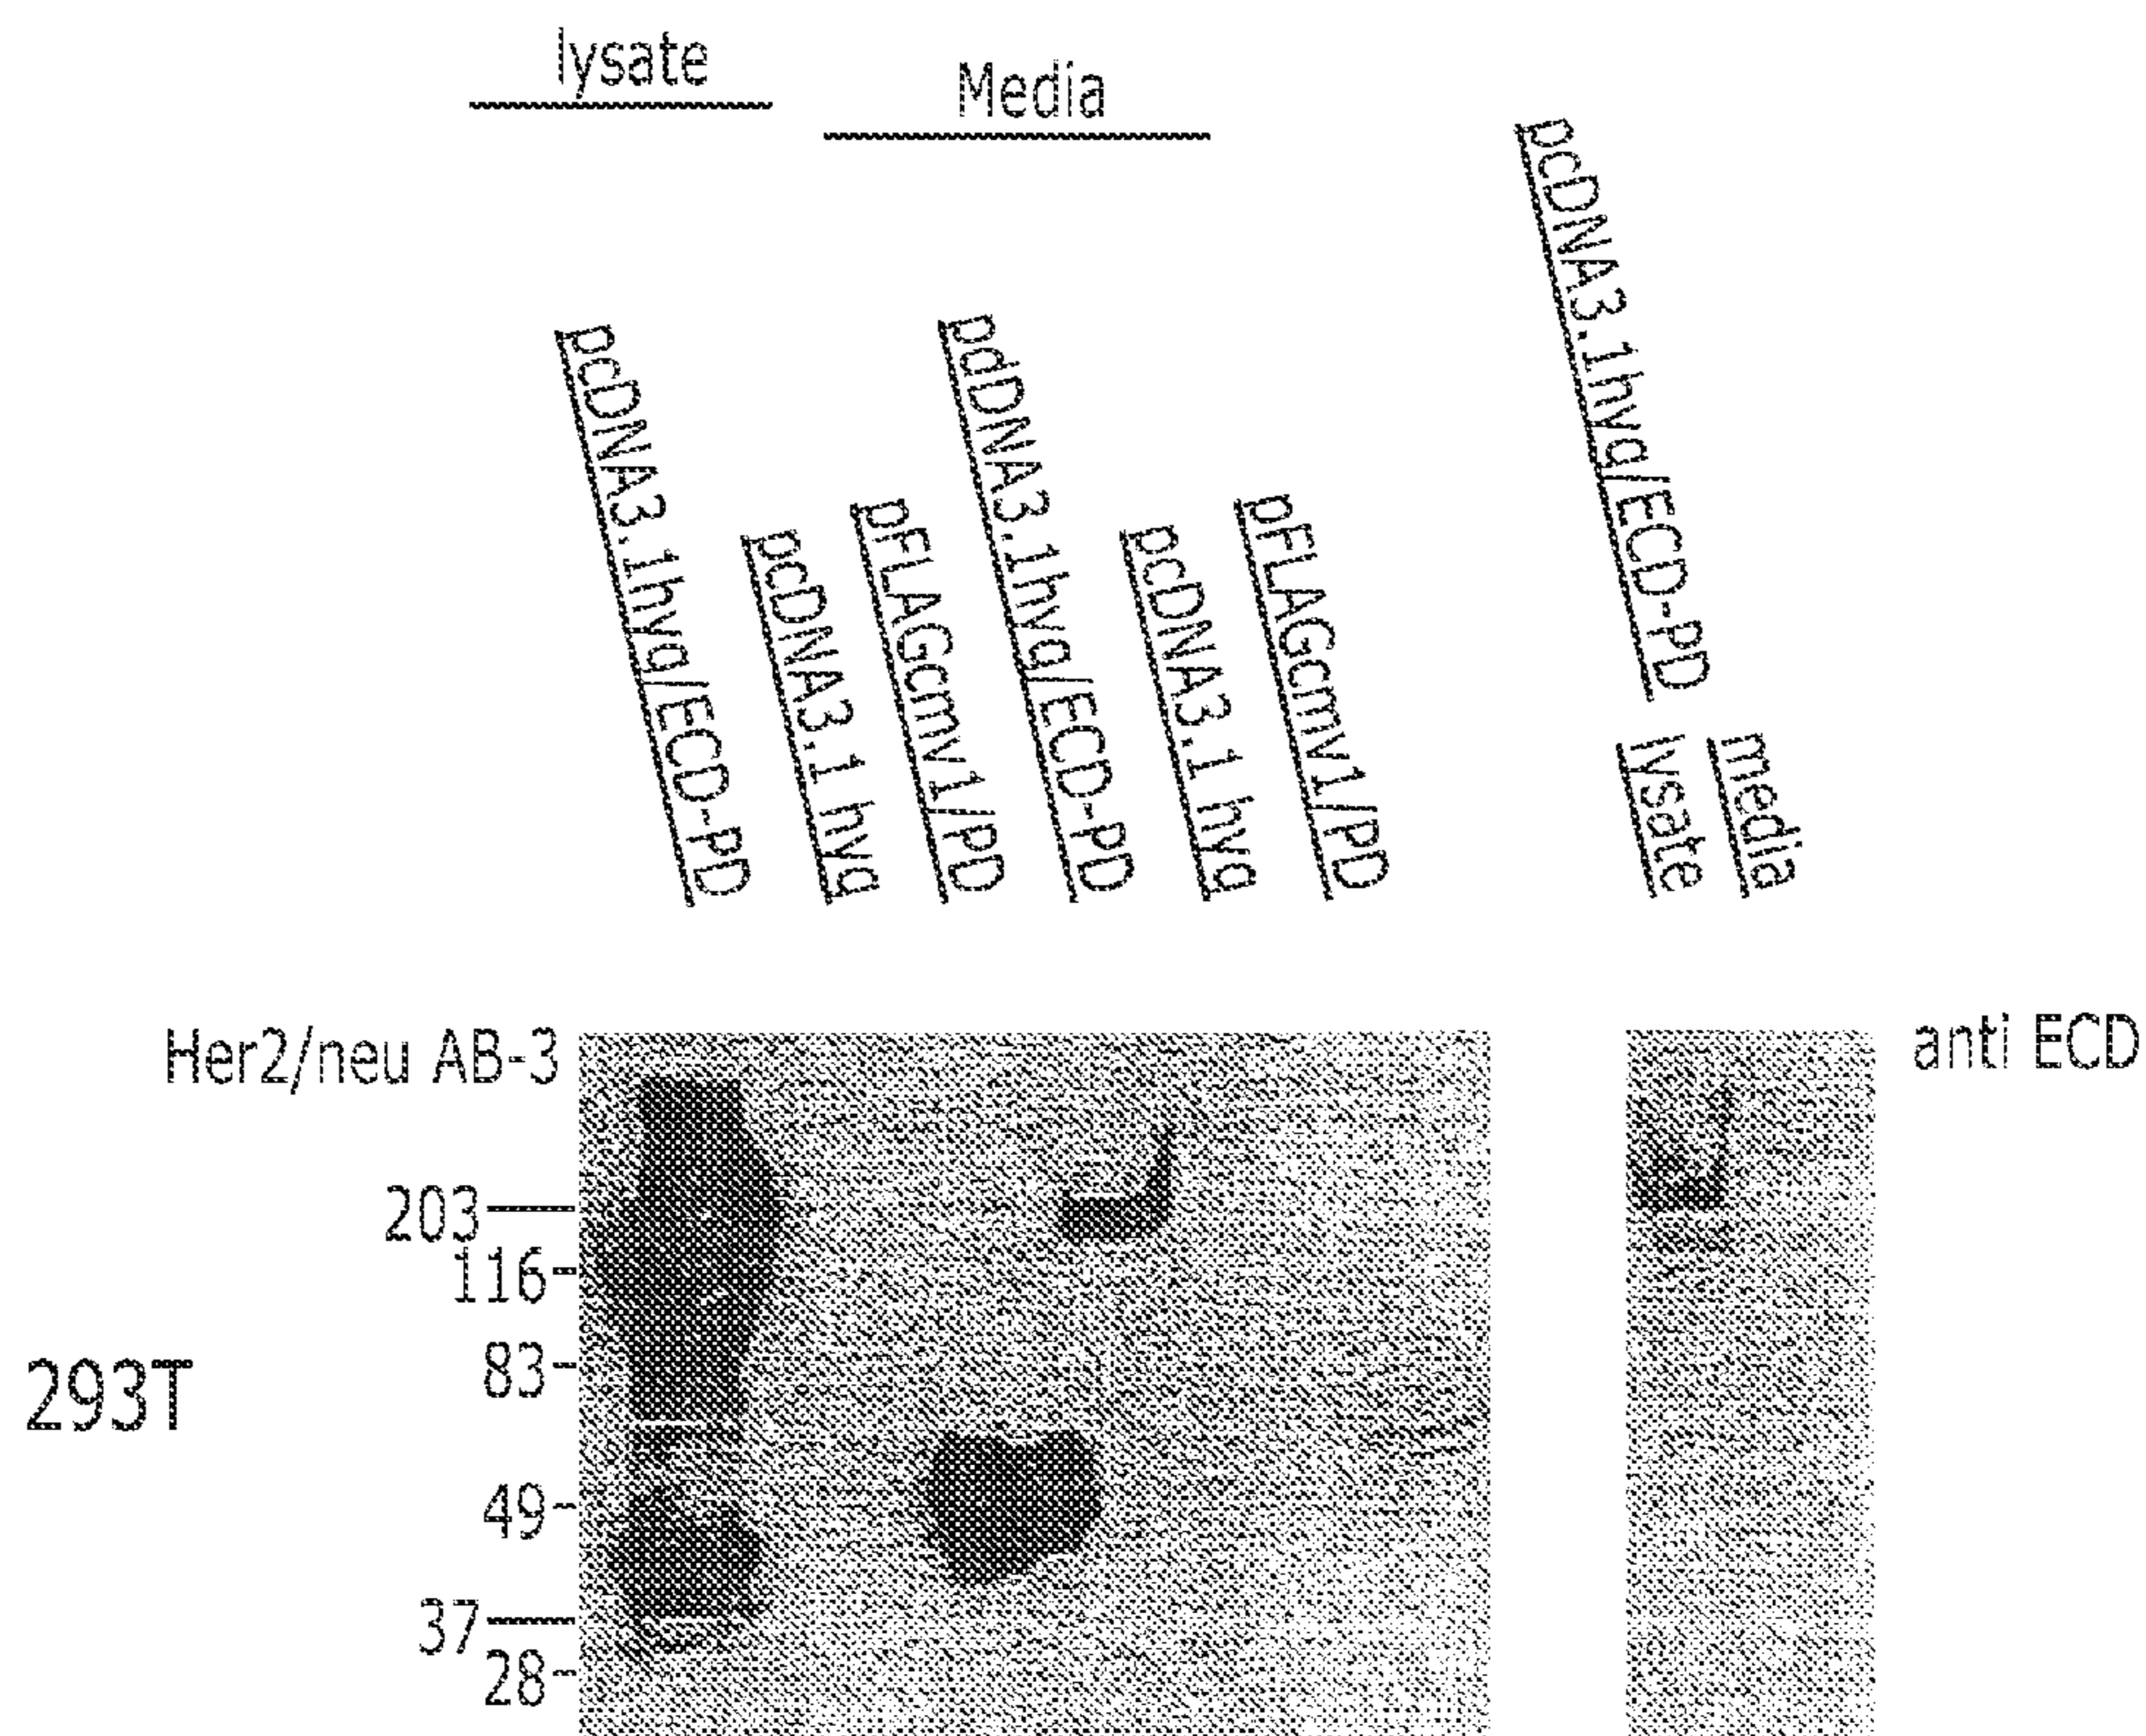 lysate
Media
pcDNA3.1hyg/ECD-PD
pcDNA3.1 hyg
pFLAGcmv1/PD
pdDNA3.1hyg/ECD-PD
pcDNA3.1 hyg
pFLAGcmv1/PD
pcDNA3.1hyg/ECD-PD
lysate
media
Her2/neu AB-3
anti ECD
203
116
83
293T
49
37
28